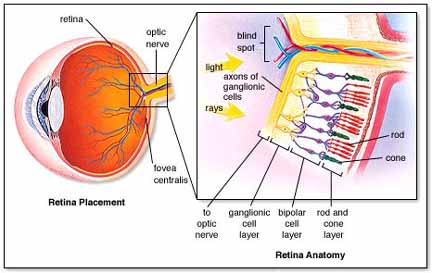 retina
optic
nerve
fovea
centralis
Retina Placement
blind
spot
light
axons of
ganglionic
cells
rays
rod
cone
to
optic
nerve
ganglionic
cell
layer
bipolar
cell
layer
rod and
cone
layer
Retina Anatomy